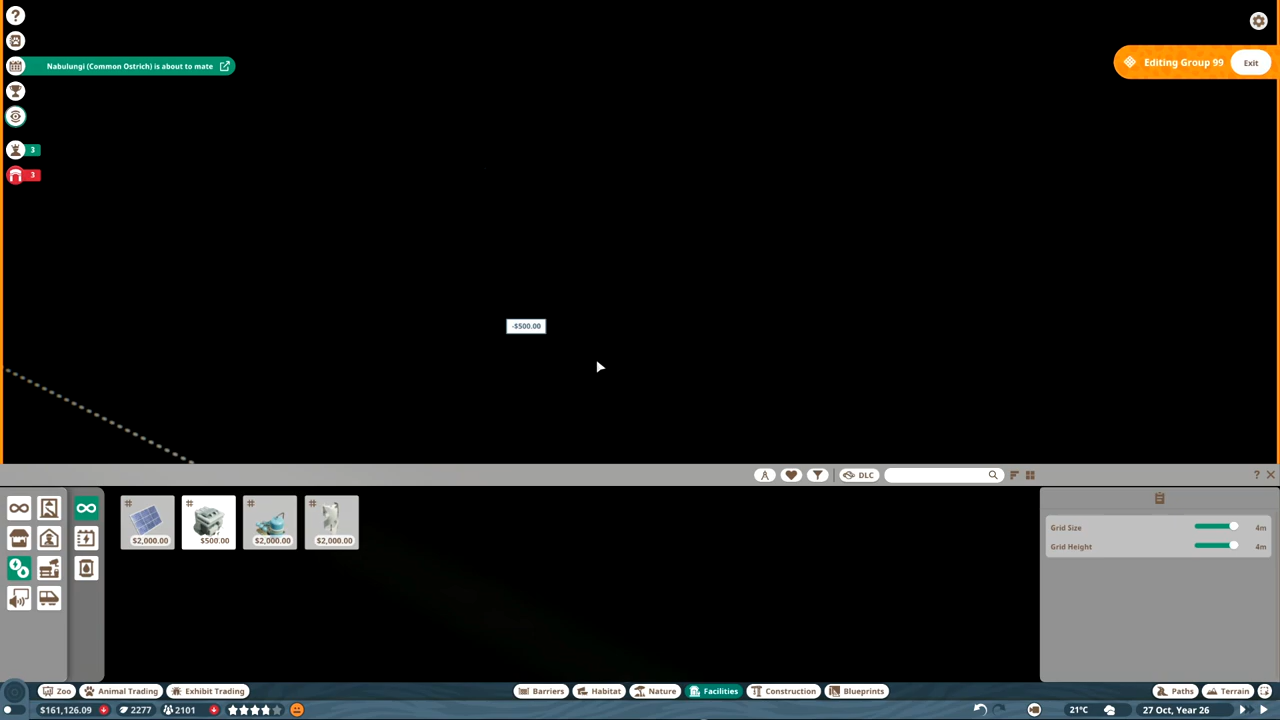 ?
Nabulungi (Common Ostrich) is about to mate
Editing Group 99
Exit
3
3
-$500.00
DLC
?
$2,000.00
$500.00
$2,000.00
$2,000.00
Grid Size
4m
Grid Height
4m
Zoo
Animal Trading
Exhibit Trading
Barriers
Habitat
Nature
Facilities
Construction
Blueprints
Paths
Terrain
$161,126.09
2277
2101
21°C
27 Oct, Year 26